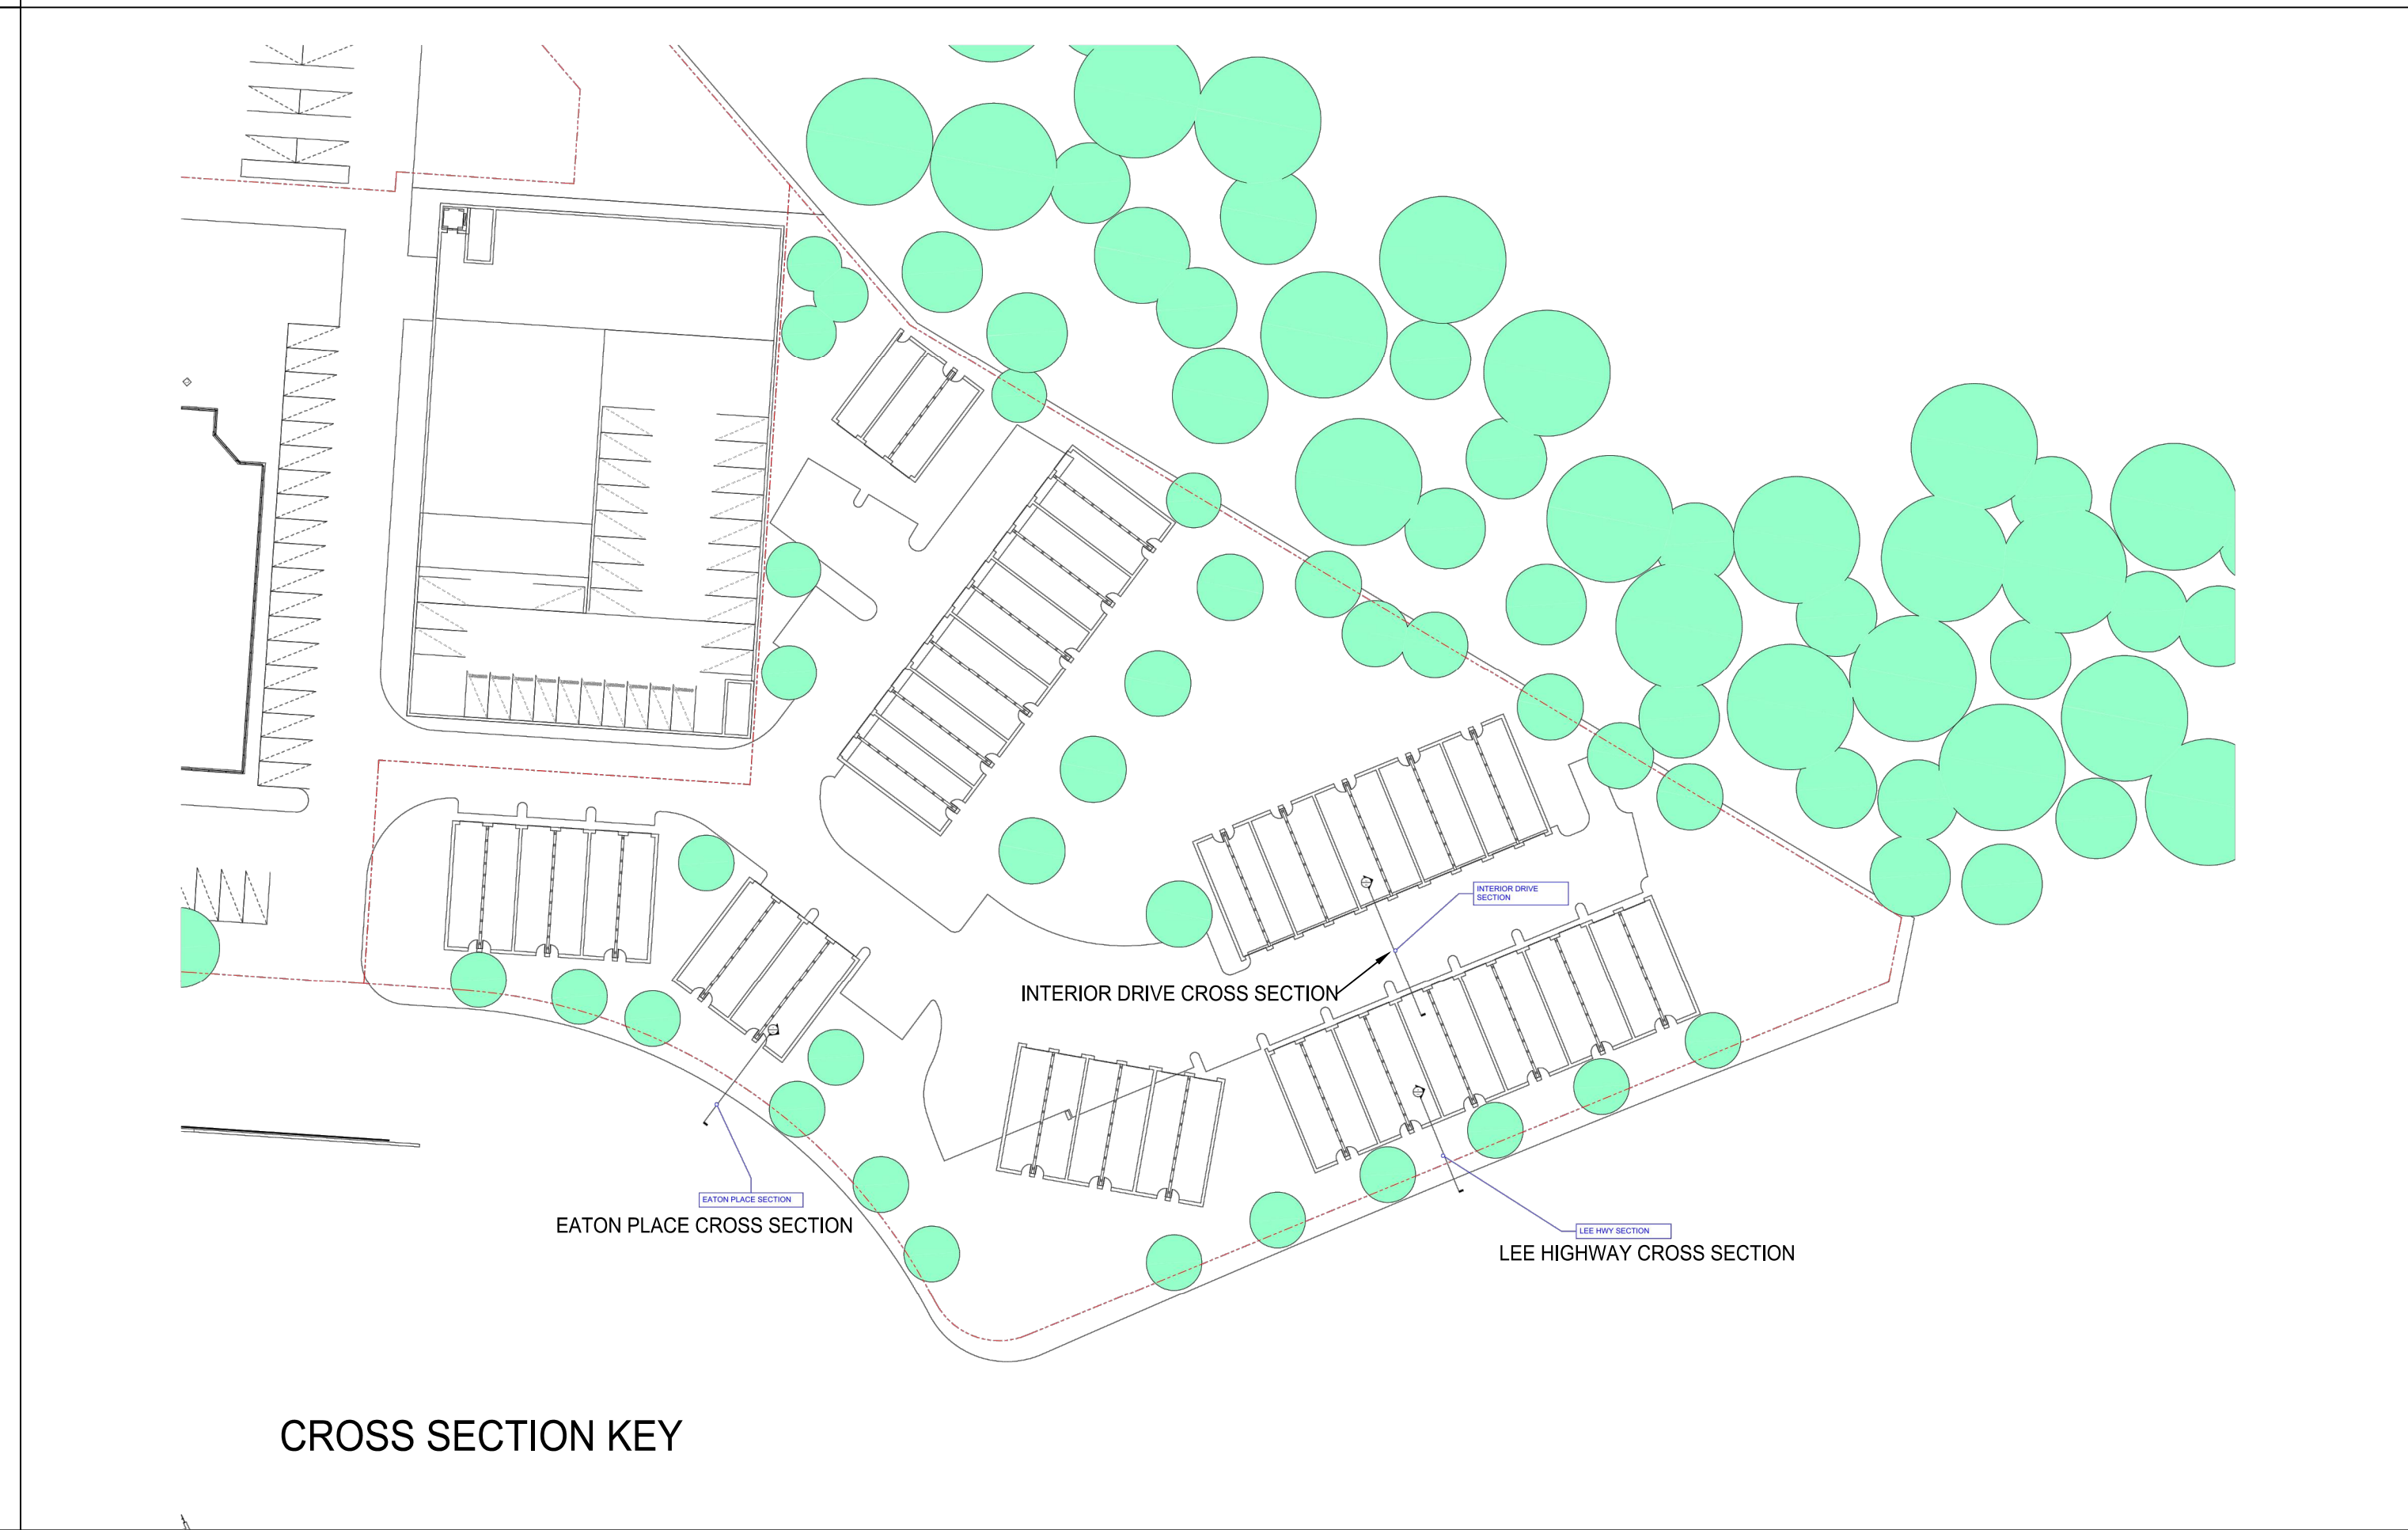 INTERIOR DRIVE
SECTION
INTERIOR DRIVE CROSS SECTION
EATON PLACE SECTION
EATON PLACE CROSS SECTION
LEE HWY SECTION
LEE HIGHWAY CROSS SECTION
CROSS SECTION KEY